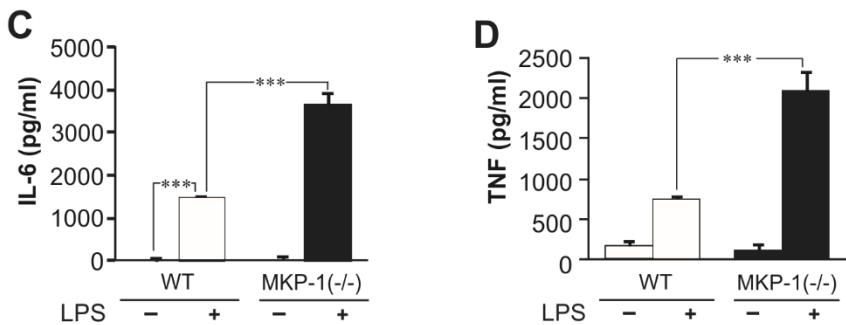 C
5000
4000
3000
2000
1000
0
IL-6 (pg/ml)
***
***
WT
MKP-1(-/-)
LPS – + – +
D
2500
2000
1500
1000
500
0
TNF (pg/ml)
***
WT
MKP-1(-/-)
LPS – + – +